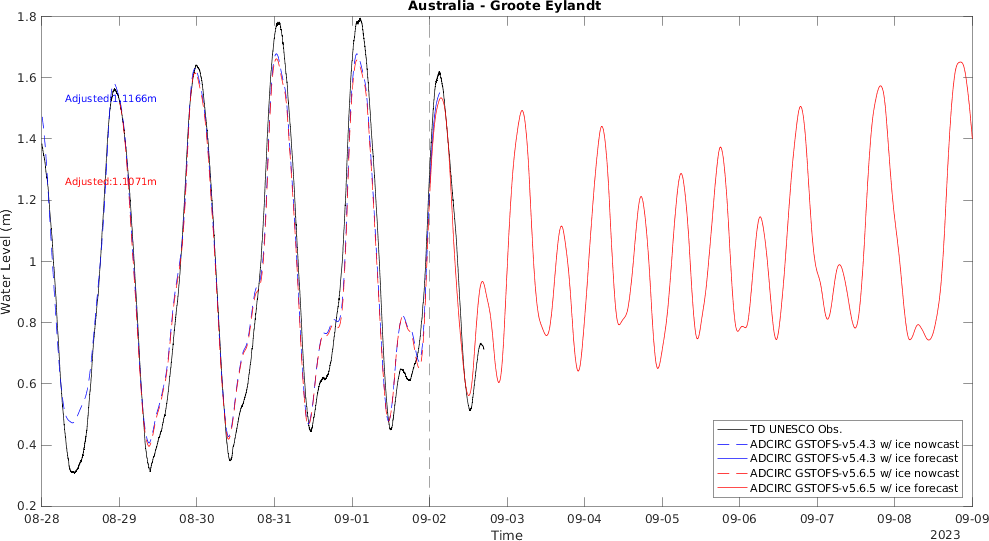 Australia - Groote Eylandt
1.8
1.6
1.4
1.2
1
0.8
0.6
0.4
0.2
Water Level (m)
Adjusted:1.1166m
Adjusted:1.1071m
TD UNESCO Obs.
ADCIRC GSTOFS-v5.4.3 w/ ice nowcast
ADCIRC GSTOFS-v5.4.3 w/ ice forecast
ADCIRC GSTOFS-v5.6.5 w/ ice nowcast
ADCIRC GSTOFS-v5.6.5 w/ ice forecast
08-28 08-29 08-30 08-31 09-01 09-02 09-03 09-04 09-05 09-06 09-07 09-08 09-09
Time
2023